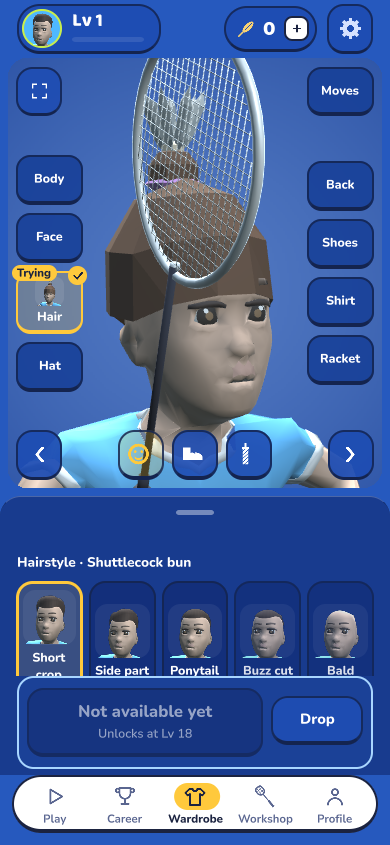 Lv 1
0
+
Moves
Body
Back
Face
Shoes
Trying
Hair
Shirt
Hat
Racket
Hairstyle · Shuttlecock bun
Short
crop
Side part
Ponytail
Buzz cut
Bald
Not available yet
Unlocks at Lv 18
Drop
Play
Career
Wardrobe
Workshop
Profile